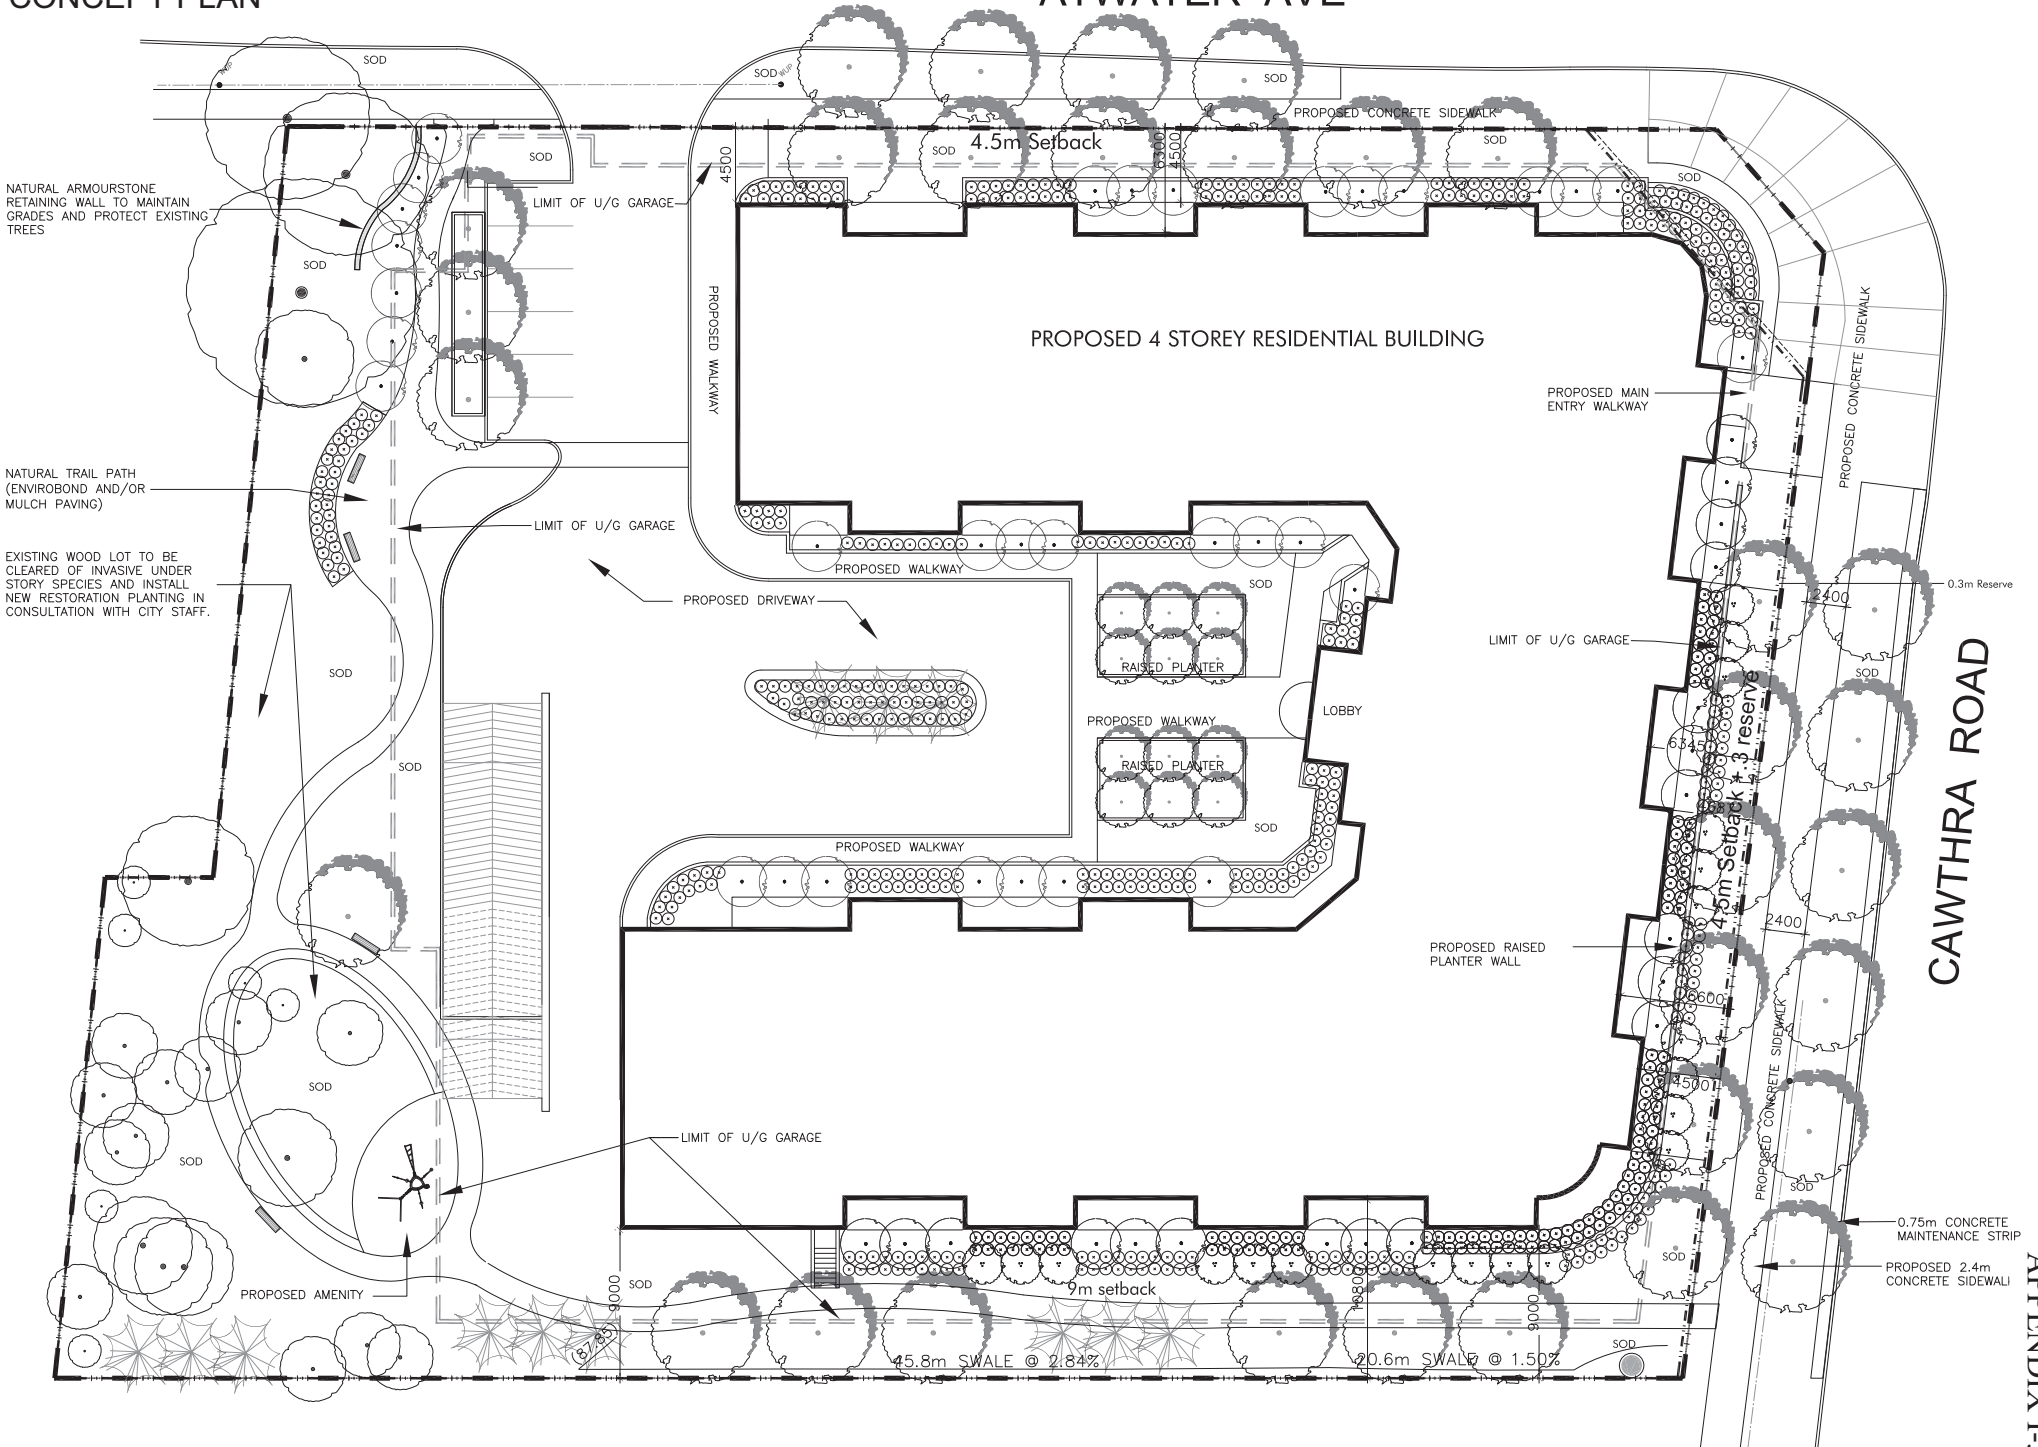 CONCEPT PLAN
ATWATER AVE
SOD
WUP
SOD
WUP
SOD
PROPOSED CONCRETE SIDEWALK
4.5m Setback
SOD
SOD
SOD
4500
6300
4500
SOD
NATURAL ARMOURSTONE
RETAINING WALL TO MAINTAIN
GRADES AND PROTECT EXISTING
TREES
LIMIT OF U/G GARAGE
SOD
PROPOSED WALKWAY
PROPOSED 4 STOREY RESIDENTIAL BUILDING
PROPOSED CONCRETE SIDEWALK
PROPOSED MAIN
ENTRY WALKWAY
NATURAL TRAIL PATH
(ENVIROBOND AND/OR
MULCH PAVING)
LIMIT OF U/G GARAGE
EXISTING WOOD LOT TO BE
CLEARED OF INVASIVE UNDER
STORY SPECIES AND INSTALL
NEW RESTORATION PLANTING IN
CONSULTATION WITH CITY STAFF.
PROPOSED WALKWAY
SOD
0.3m Reserve
2400
PROPOSED DRIVEWAY
LIMIT OF U/G GARAGE
RAISED PLANTER
SOD
SOD
CAWTHRA ROAD
LOBBY
PROPOSED WALKWAY
4.5m Setback + .3 reserve
6345
RAISED PLANTER
SOD
SOD
PROPOSED WALKWAY
2400
PROPOSED RAISED
PLANTER WALL
6600
PROPOSED CONCRETE SIDEWALK
SOD
4500
LIMIT OF U/G GARAGE
SOD
SOD
0.75m CONCRETE
MAINTENANCE STRIP
SOD
PROPOSED 2.4m
CONCRETE SIDEWAL
PROPOSED AMENITY
SOD
9000
9m setback
10800
9000
(87.85)
45.8m SWALE @ 2.84%
20.6m SWALE @ 1.50%
SOD